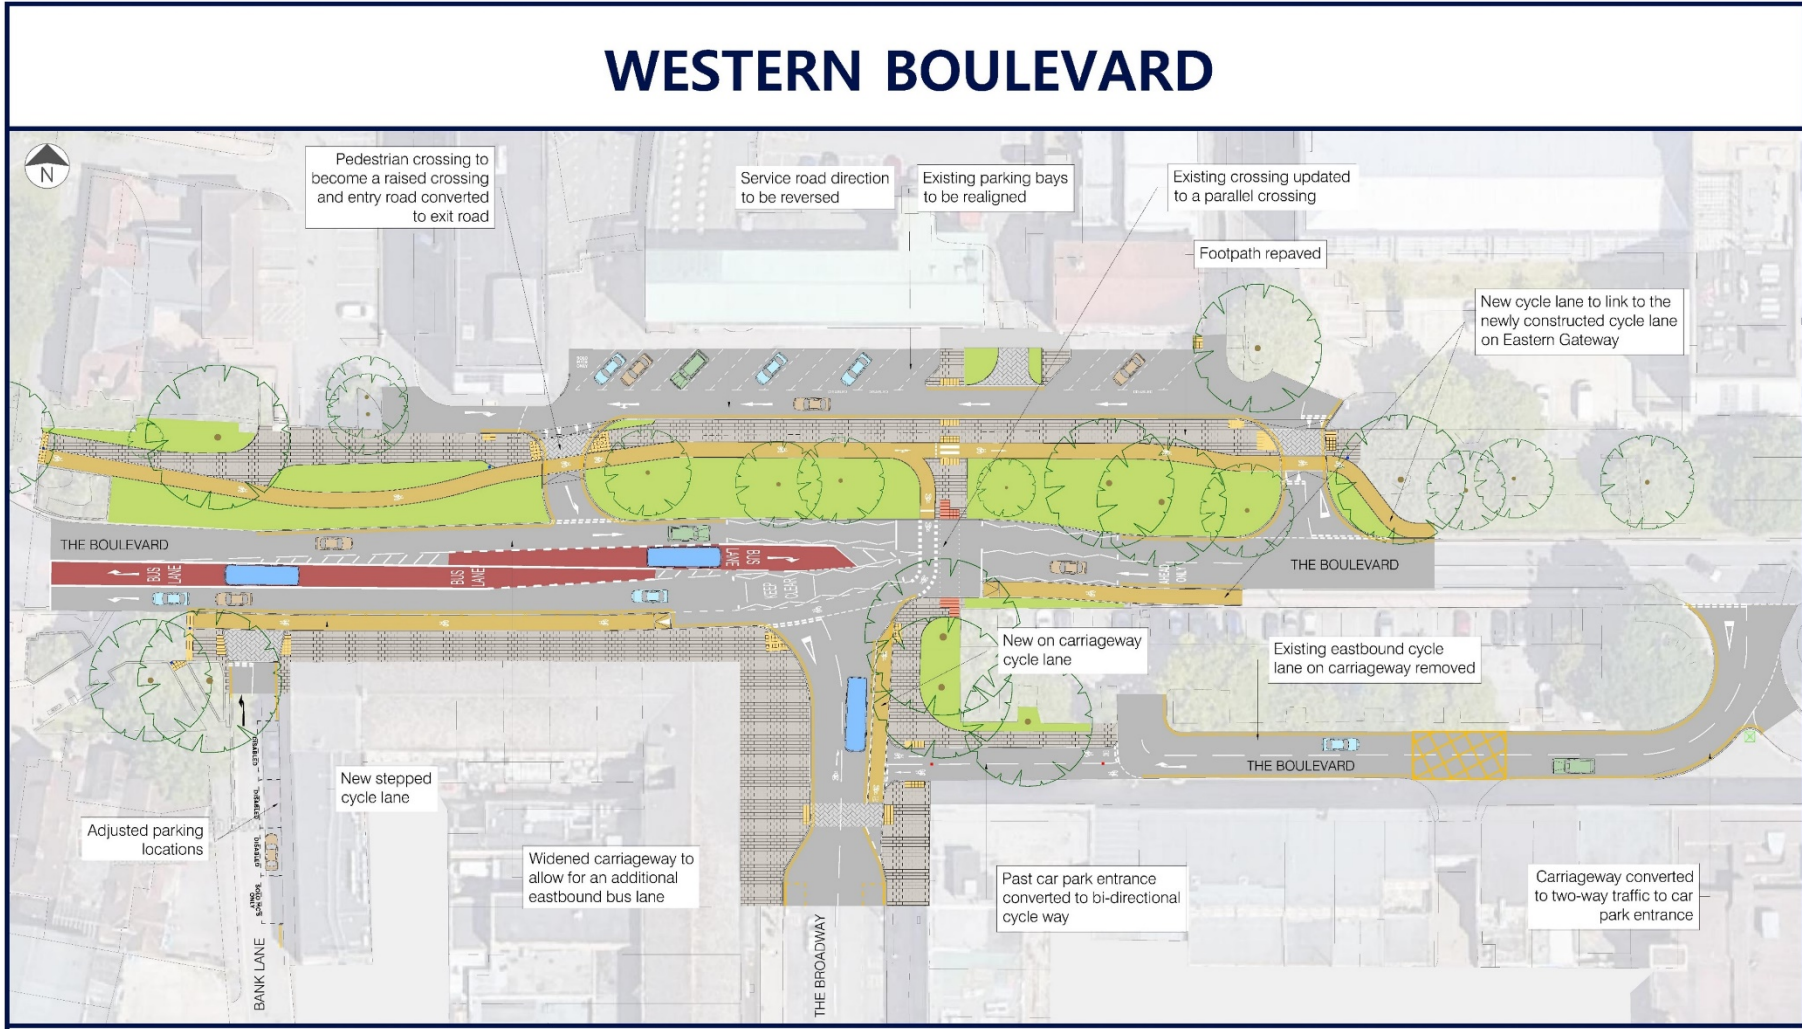 WESTERN BOULEVARD
N
Pedestrian crossing to
become a raised crossing
and entry road converted
to exit road
Service road direction
to be reversed
Existing parking bays
to be realigned
Existing crossing updated
to a parallel crossing
Footpath repaved
New cycle lane to link to the
newly constructed cycle lane
on Eastern Gateway
THE BOULEVARD
BUS
LANE
BUS
LANE
BUS
LANE
KEEP
CLEAR
AHEAD
ONLY
THE BOULEVARD
New on carriageway
cycle lane
Existing eastbound cycle
lane on carriageway removed
THE BOULEVARD
New stepped
cycle lane
Adjusted parking
locations
DISABLED
DISABLED
DISABLED
Widened carriageway to
allow for an additional
eastbound bus lane
Past car park entrance
converted to bi-directional
cycle way
Carriageway converted
to two-way traffic to car
park entrance
BANK LANE
THE BROADWAY